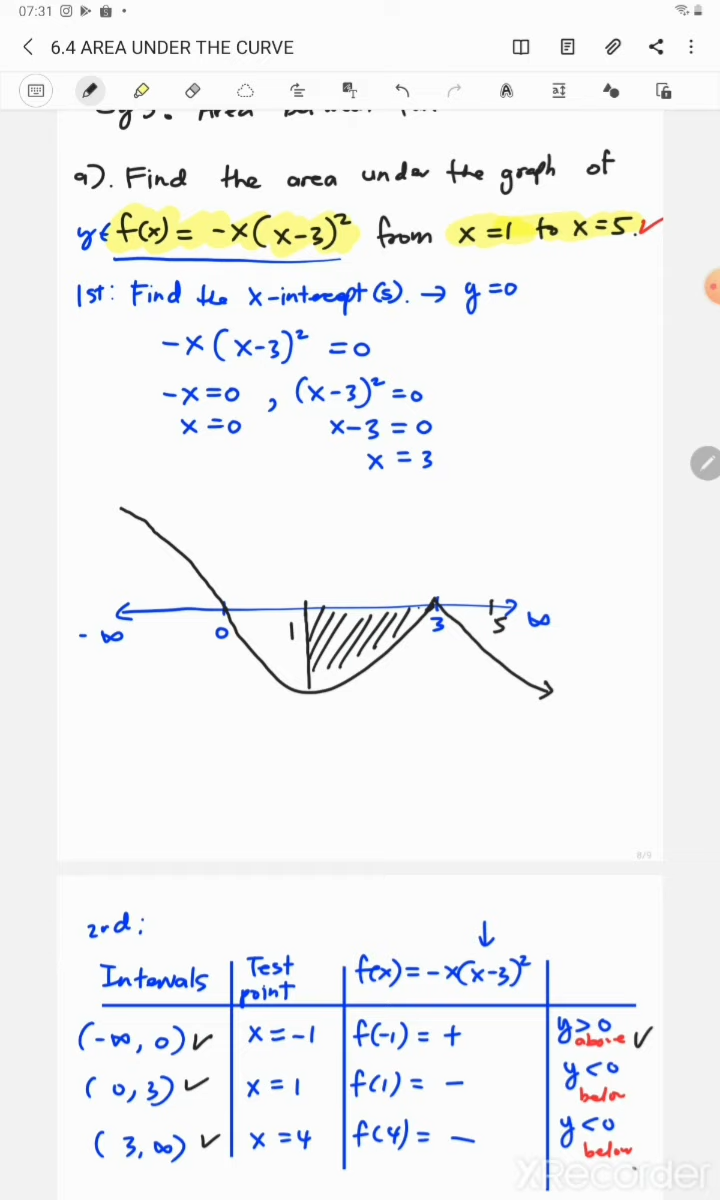 07:31
6.4 AREA UNDER THE CURVE
a). Find the area under the graph of
y ← f(x) = -x(x-3)² from x=1 to x=5. ✓
1st: Find the x-intercept(s). → y=0
-x(x-3)² = 0
-x=0 , (x-3)² = 0
x=0 x-3 = 0
x = 3
-∞ 0 1 3 5 ∞
8/9
2nd:
Intervals Test point f(x) = -x(x-3)²
(-∞, 0) ✓ x=-1 f(-1) = + y>0 above ✓
(0, 3) ✓ x=1 f(1) = - y<0 below
(3, ∞) ✓ x=4 f(4) = - y<0 below
XRecorder